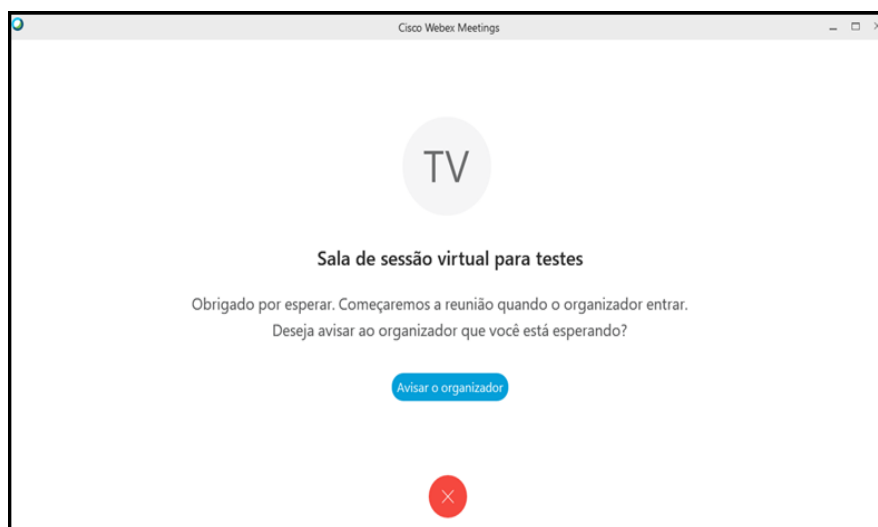 Cisco Webex Meetings
TV
Sala de sessão virtual para testes
Obrigado por esperar. Começaremos a reunião quando o organizador entrar.
Deseja avisar ao organizador que você está esperando?
Avisar o organizador